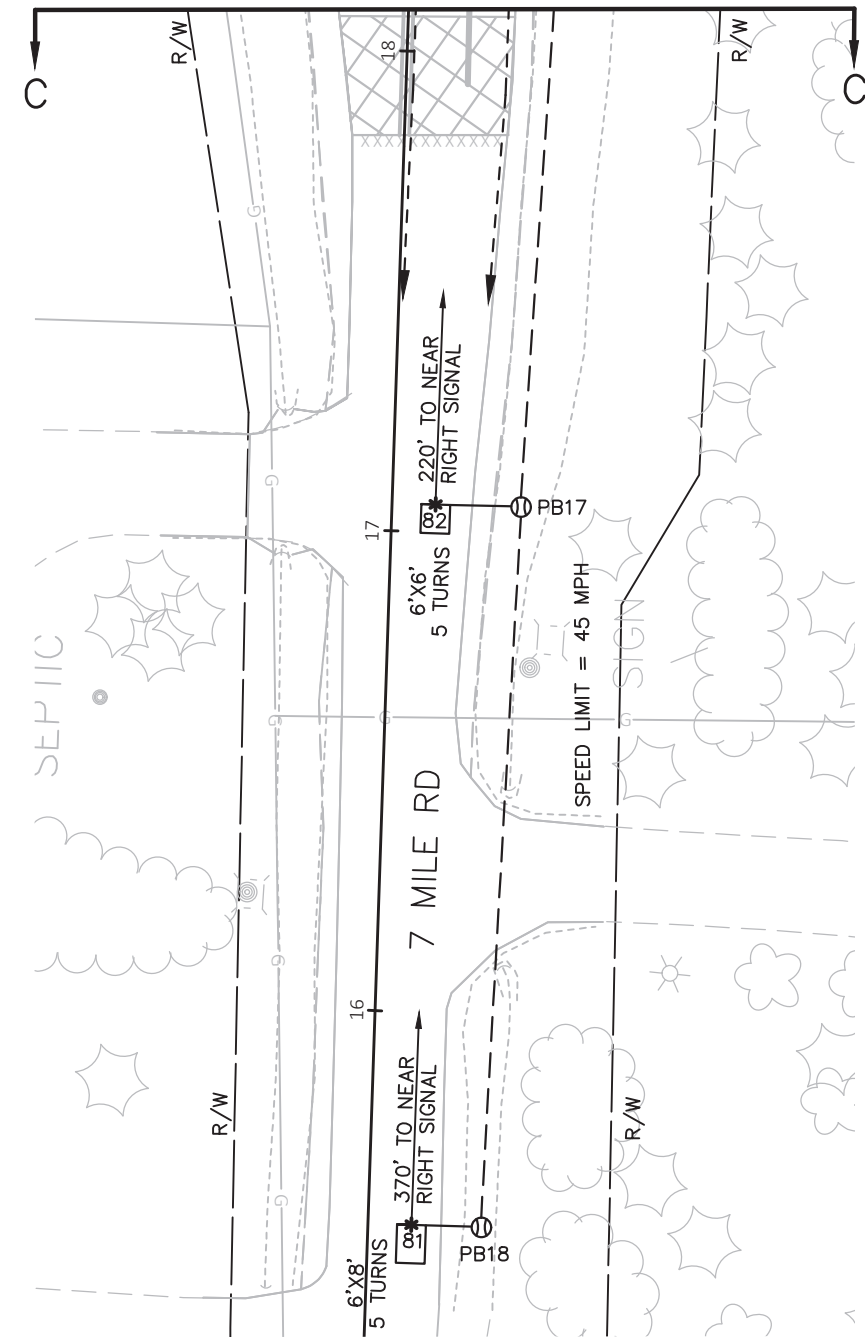 C
R/W
18
R/W
C
G
220' TO NEAR
RIGHT SIGNAL
G
82
PB17
17
6'X6'
5 TURNS
SPEED LIMIT = 45 MPH
SIGN
SEPTIC
G
G
G
7 MILE RD
G
16
370' TO NEAR
RIGHT SIGNAL
R/W
R/W
G
81
PB18
6'X8'
5 TURNS